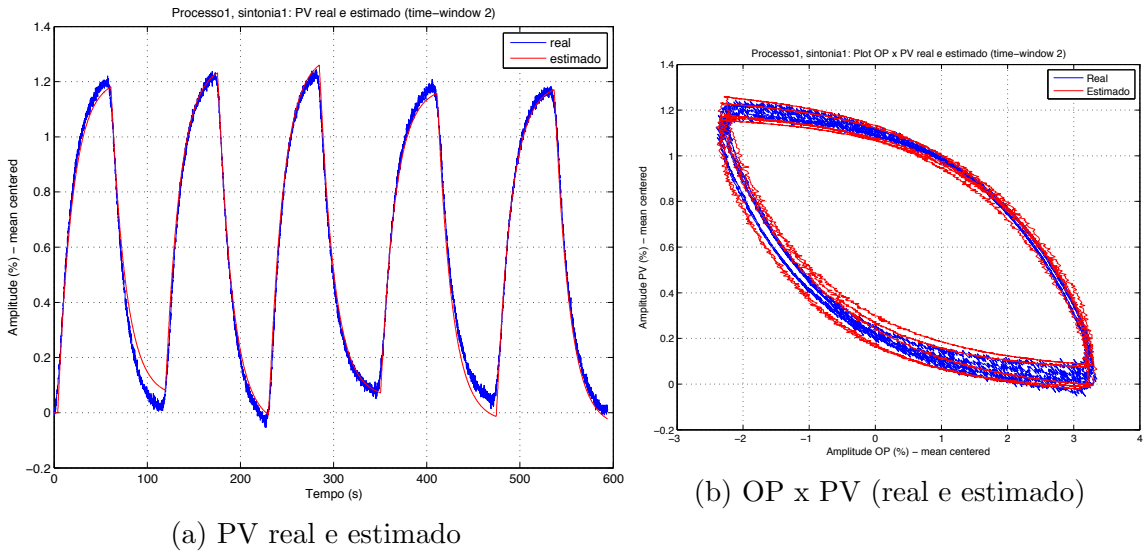 Processo1, sintonia1: PV real e estimado (time-window 2)
1.4
1.2
1
0.8
0.6
0.4
0.2
0
−0.2
Amplitude (%) − mean centered
real
estimado
0
100
200
300
400
500
600
Tempo (s)
(a) PV real e estimado
Processo1, sintonia1: Plot OP x PV real e estimado (time-window 2)
1.4
1.2
1
0.8
0.6
0.4
0.2
0
−0.2
Amplitude PV (%) − mean centered
Real
Estimado
−3
−2
−1
0
1
2
3
4
Amplitude OP (%) − mean centered
(b) OP x PV (real e estimado)